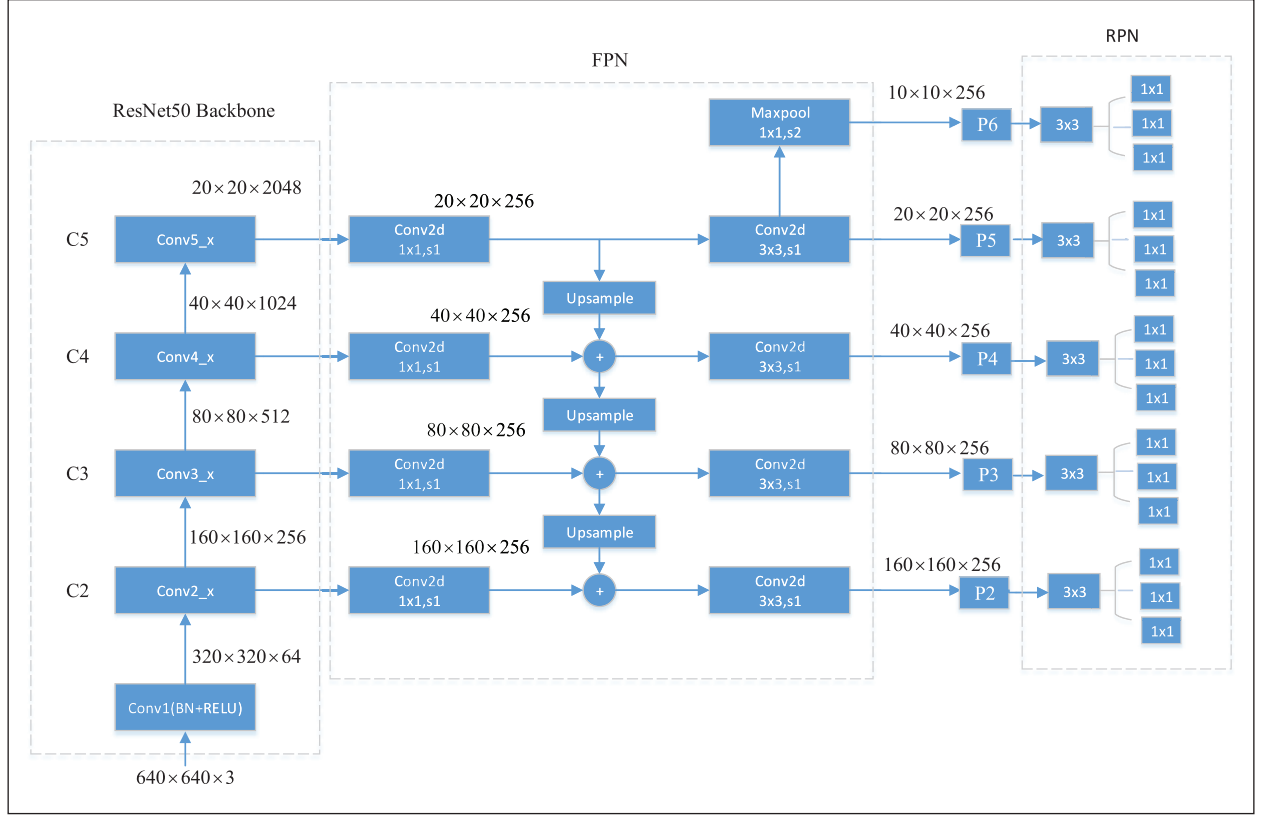 RPN
FPN
ResNet50 Backbone
10×10×256
Maxpool
1x1,s2
P6
3x3
1x1
1x1
1x1
20×20×2048
20×20×256
20×20×256
C5
Conv5_x
Conv2d
1x1,s1
Conv2d
3x3,s1
P5
3x3
1x1
1x1
1x1
Upsample
40×40×1024
40×40×256
40×40×256
C4
Conv4_x
Conv2d
1x1,s1
+
Conv2d
3x3,s1
P4
3x3
1x1
1x1
1x1
Upsample
80×80×512
80×80×256
80×80×256
C3
Conv3_x
Conv2d
1x1,s1
+
Conv2d
3x3,s1
P3
3x3
1x1
1x1
1x1
Upsample
160×160×256
160×160×256
160×160×256
C2
Conv2_x
Conv2d
1x1,s1
+
Conv2d
3x3,s1
P2
3x3
1x1
1x1
1x1
320×320×64
Conv1(BN+RELU)
640×640×3